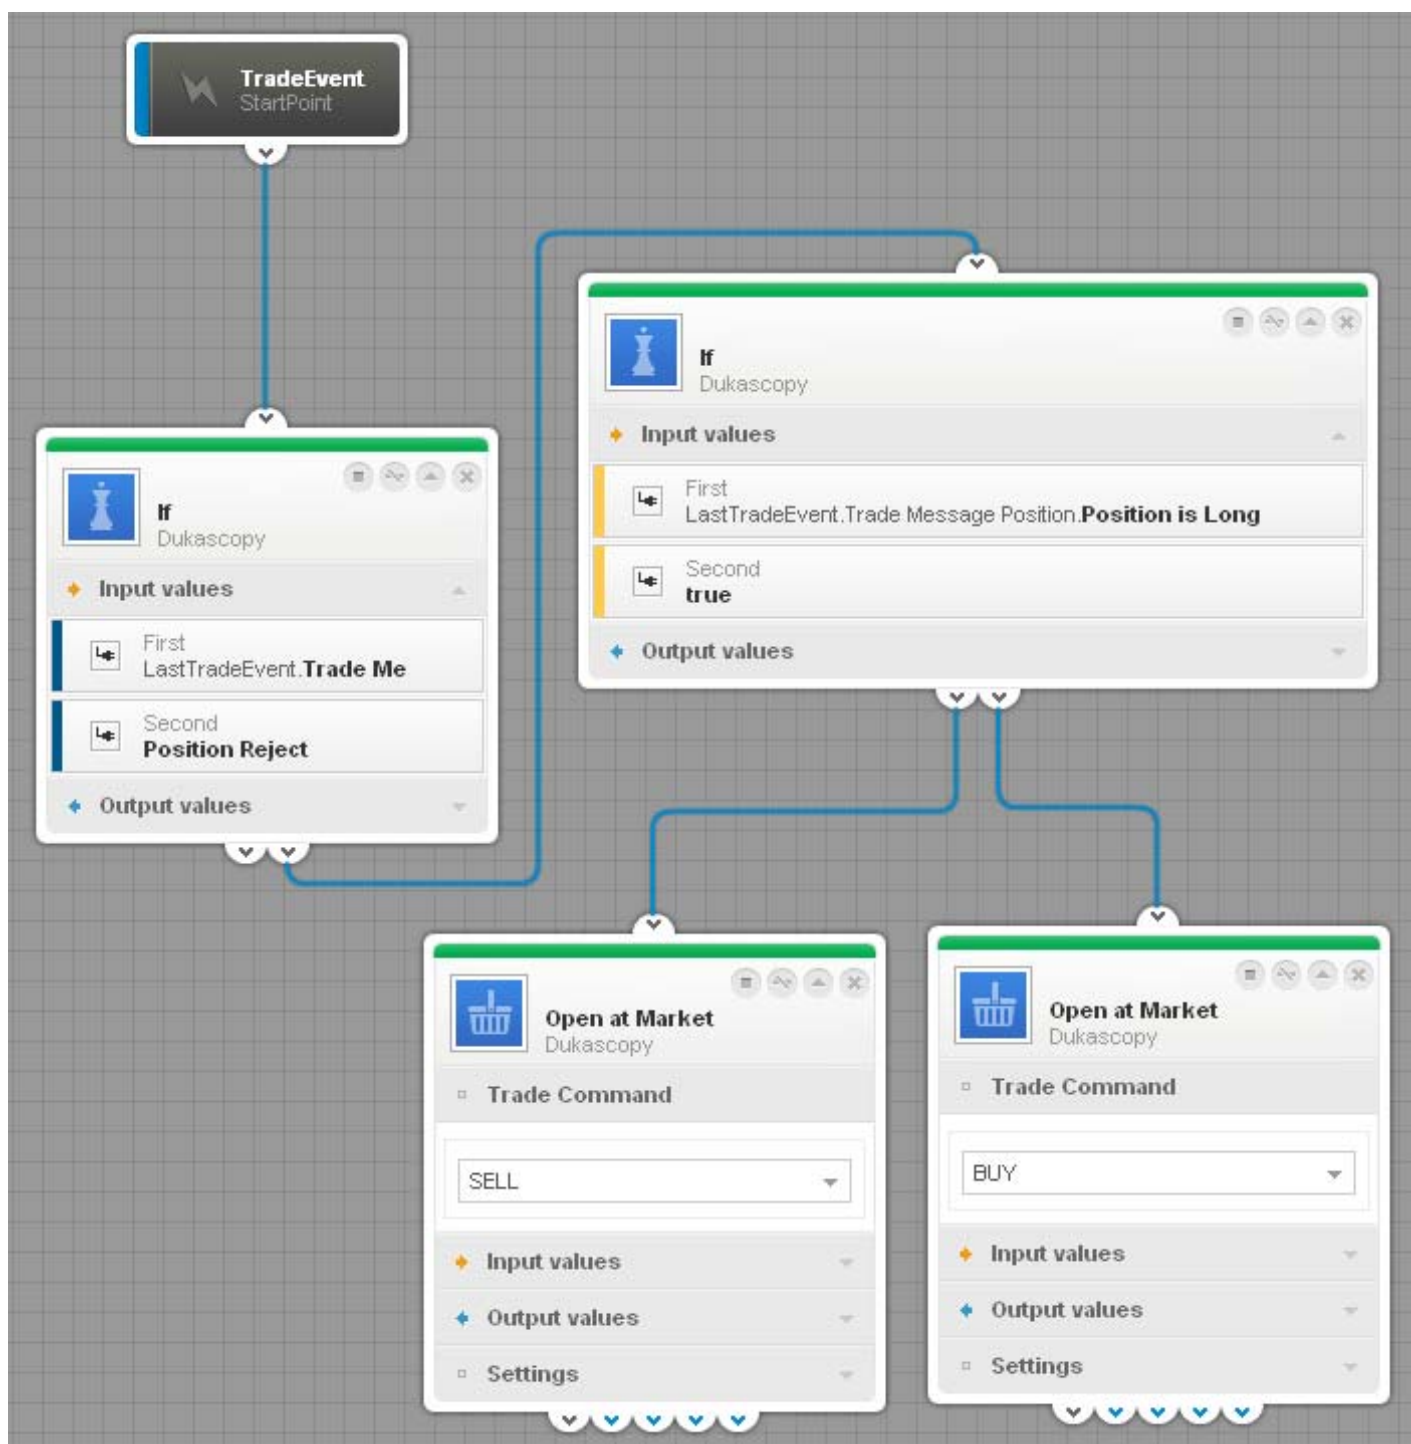 TradeEvent
StartPoint
If
Dukascopy
Input values
First
LastTradeEvent.Trade Me
Second
Position Reject
Output values
If
Dukascopy
Input values
First
LastTradeEvent.Trade Message Position.Position is Long
Second
true
Output values
Open at Market
Dukascopy
Trade Command
SELL
Input values
Output values
Settings
Open at Market
Dukascopy
Trade Command
BUY
Input values
Output values
Settings